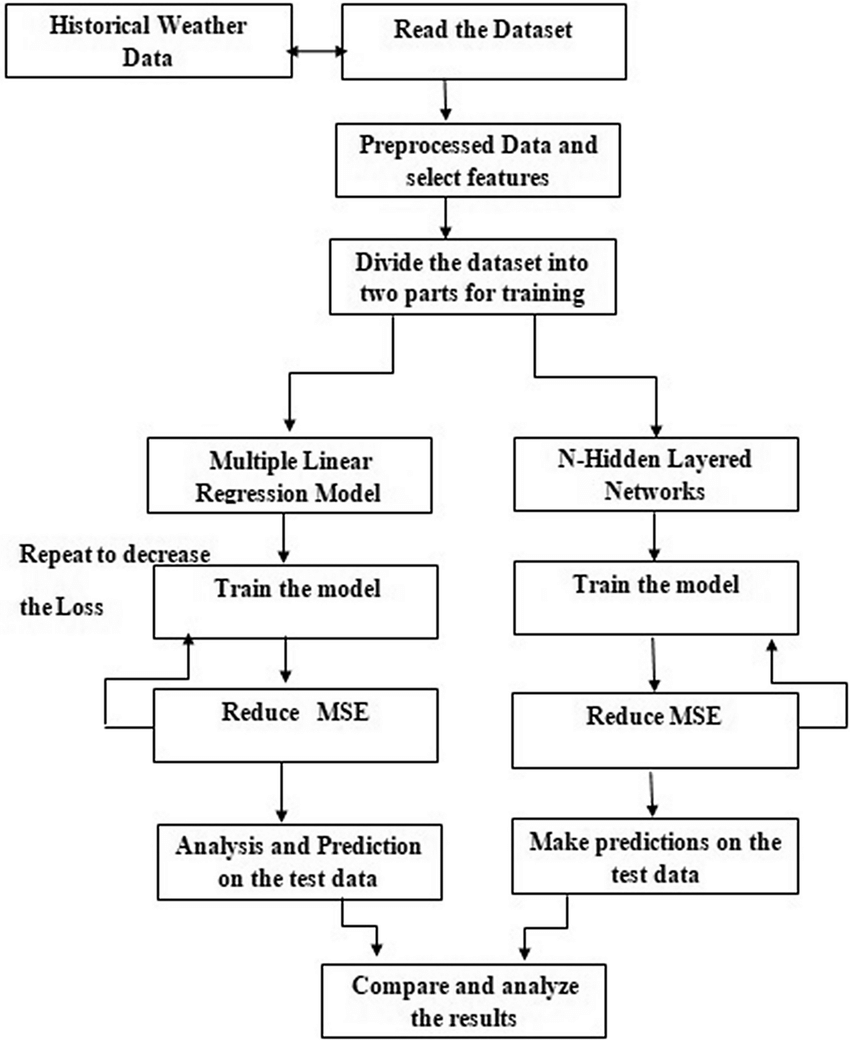 Historical Weather
Data
Read the Dataset
Preprocessed Data and
select features
Divide the dataset into
two parts for training
Multiple Linear
Regression Model
N-Hidden Layered
Networks
Repeat to decrease
the Loss
Train the model
Train the model
Reduce MSE
Reduce MSE
Analysis and Prediction
on the test data
Make predictions on the
test data
Compare and analyze
the results